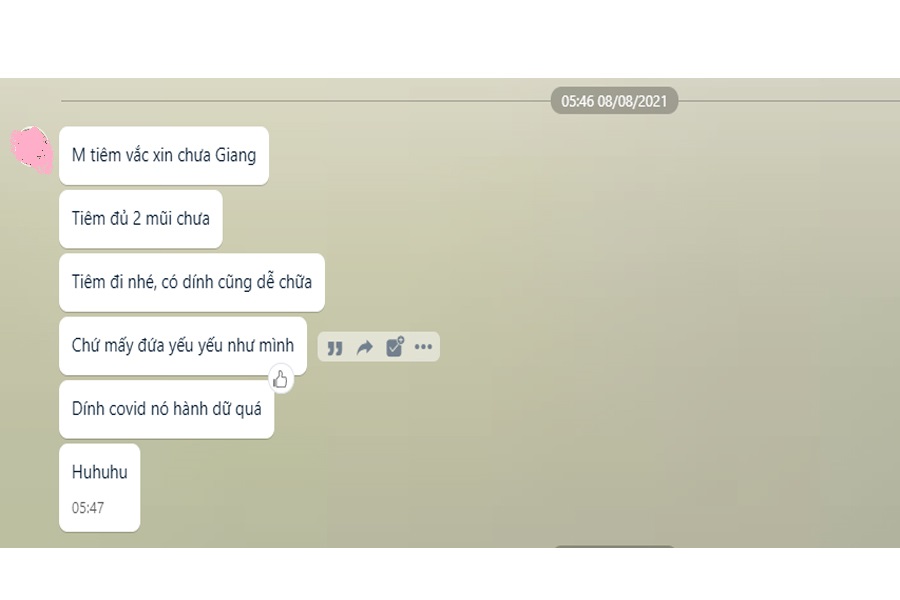 05:46 08/08/2021
M tiêm vắc xin chưa Giang
Tiêm đủ 2 mũi chưa
Tiêm đi nhé, có dính cũng dễ chữa
Chứ mấy đứa yếu yếu như mình
Dính covid nó hành dữ quá
Huhuhu
05:47